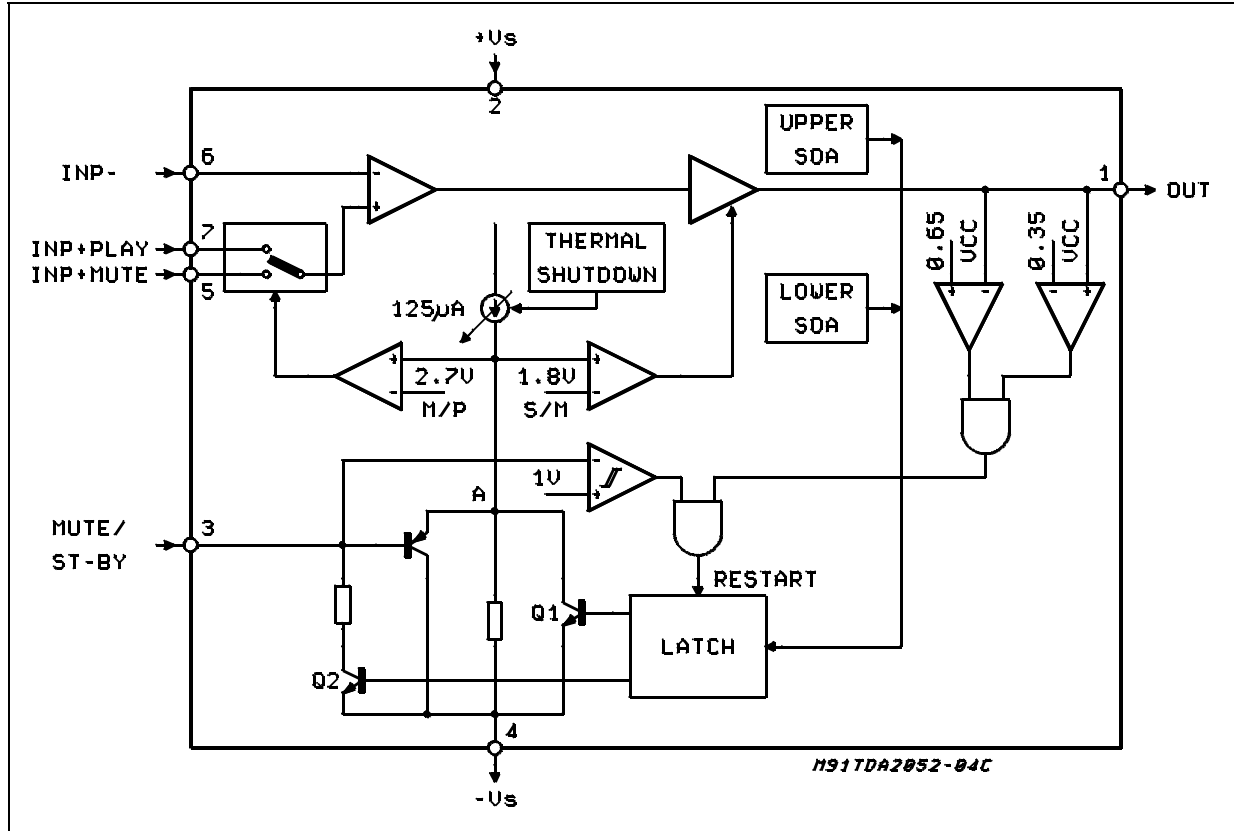 +Vs
2
UPPER
SOA
6
INP-
1
OUT
7
INP+PLAY
INP+MUTE
5
THERMAL
SHUTDOWN
0.65
VCC
0.35
VCC
LOWER
SOA
125µA
+
-
+
-
+
-
2.7V
M/P
1.8V
S/M
+
-
+
-
-
+
1V
A
3
MUTE/
ST-BY
RESTART
Q1
LATCH
Q2
4
M91TDA2052-04C
-Vs